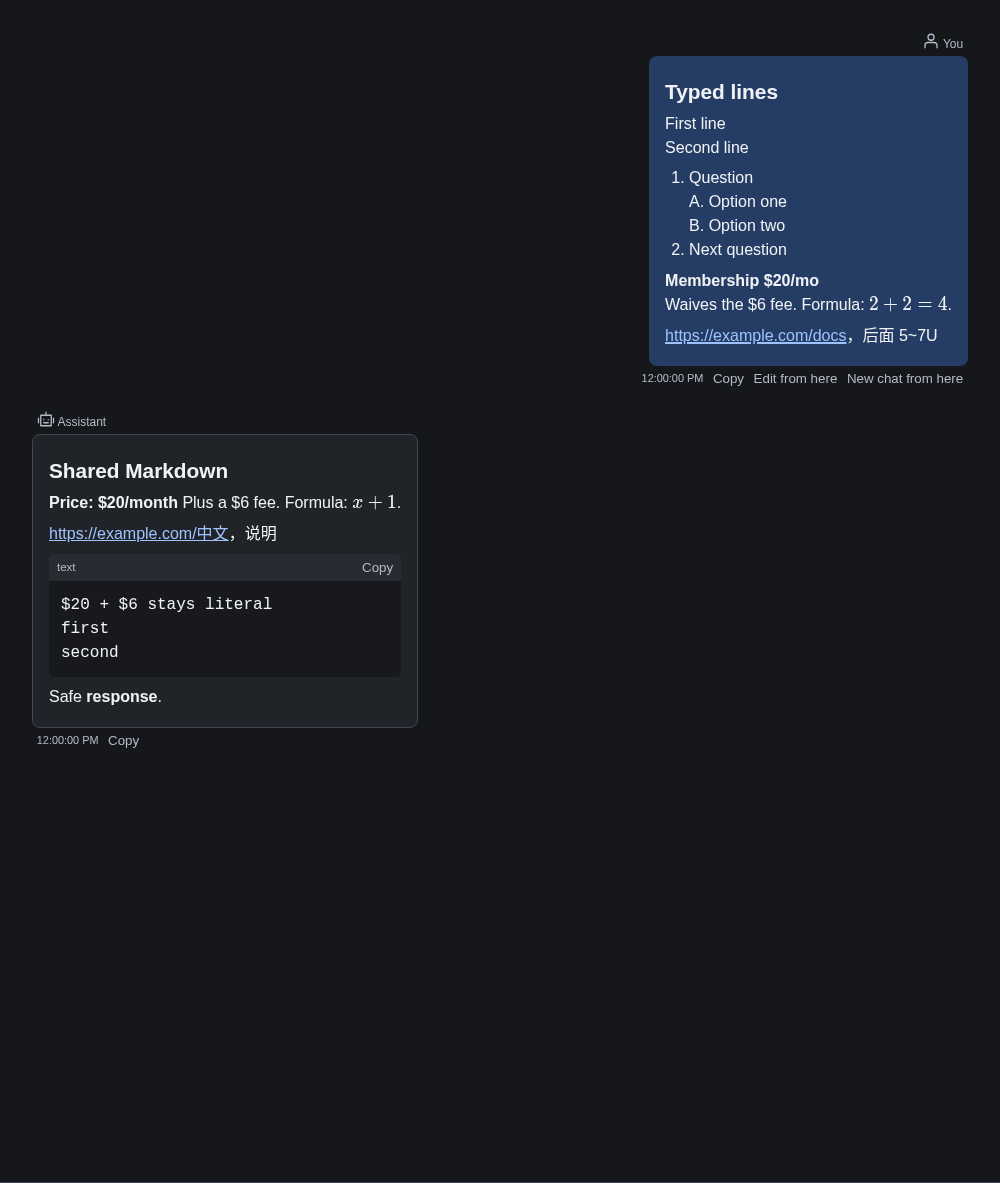 You
Typed lines
First line
Second line
1. Question
A. Option one
B. Option two
2. Next question
Membership $20/mo
Waives the $6 fee. Formula: 2 + 2 = 4.
https://example.com/docs，后面 5~7U
12:00:00 PM Copy Edit from here New chat from here
Assistant
Shared Markdown
Price: $20/month Plus a $6 fee. Formula: x + 1.
https://example.com/中文，说明
text Copy
$20 + $6 stays literal
first
second
Safe response.
12:00:00 PM Copy